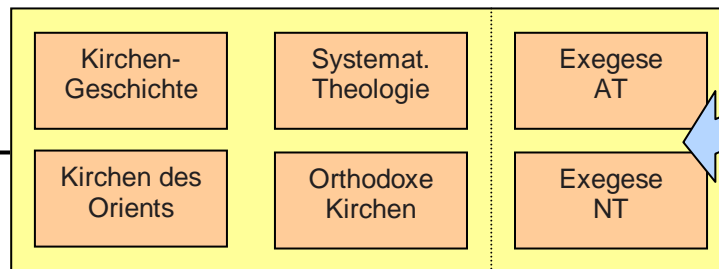 Kirchen-
Geschichte
Systemat.
Theologie
Exegese
AT
Kirchen des
Orients
Orthodoxe
Kirchen
Exegese
NT